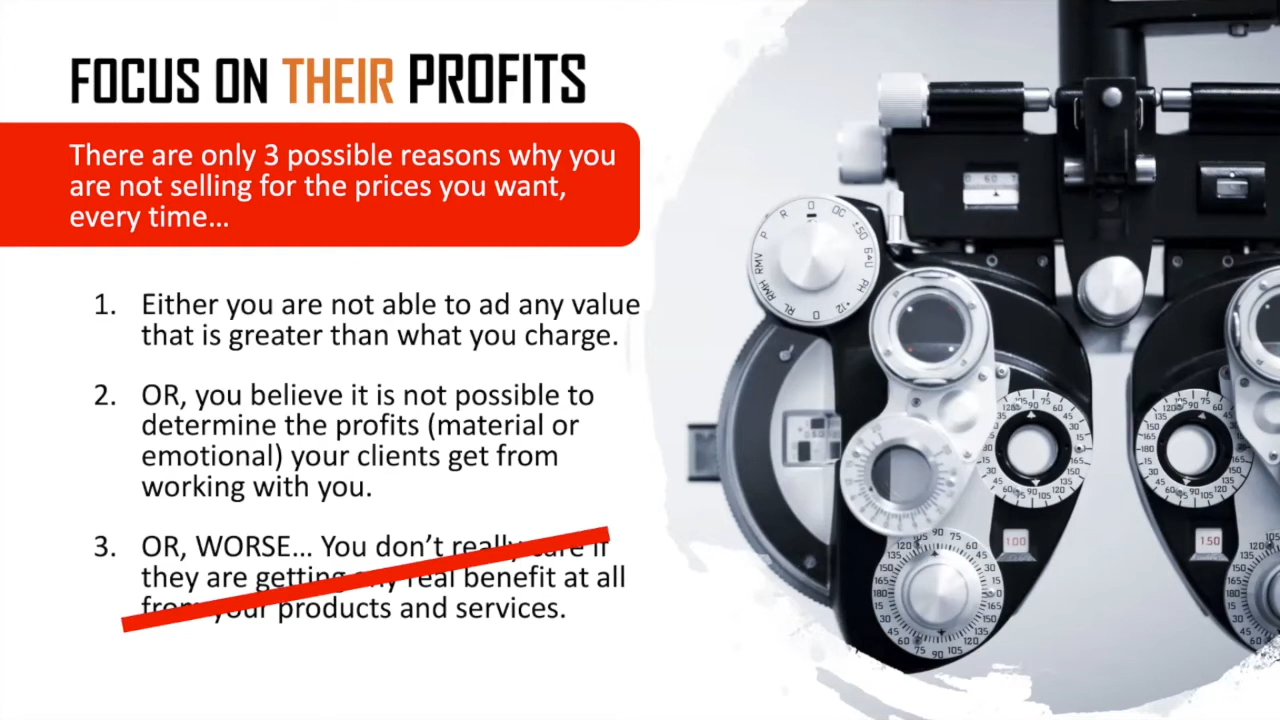 FOCUS ON THEIR PROFITS
There are only 3 possible reasons why you
are not selling for the prices you want,
every time...
1. Either you are not able to ad any value
that is greater than what you charge.
2. OR, you believe it is not possible to
determine the profits (material or
emotional) your clients get from
working with you.
3. OR, WORSE... You don't really care if
they are getting any real benefit at all
from your products and services.
100
150